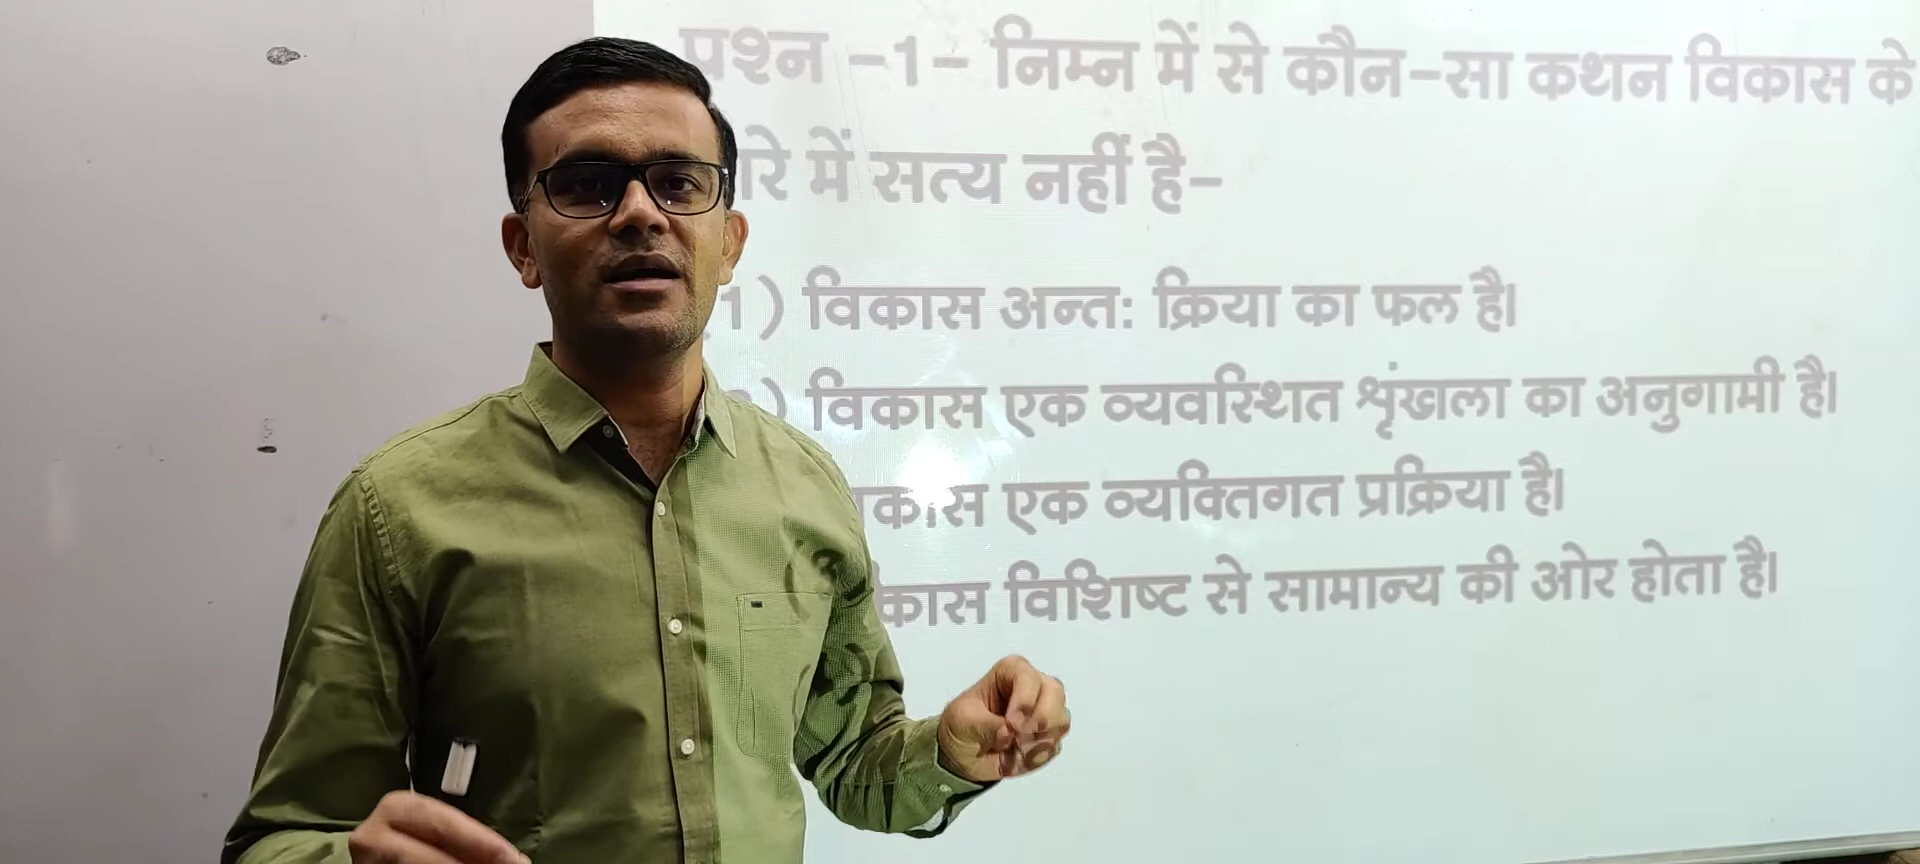 प्रश्न -1- निम्न में से कौन-सा कथन विकास के
में सत्य नहीं है-
1) विकास अन्त: क्रिया का फल है।
) विकास एक व्यवस्थित श्रृंखला का अनुगामी है।
एक व्यक्तिगत प्रक्रिया है।
विशिष्ट से सामान्य की ओर होता है।